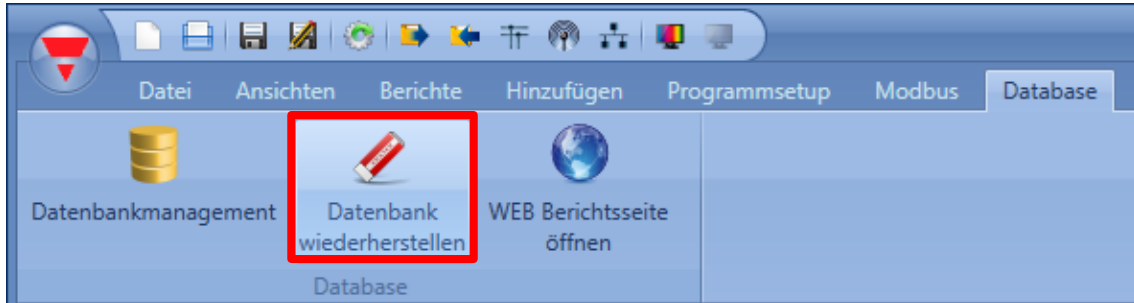 Datei Ansichten Berichte Hinzufügen Programmsetup Modbus Database
Datenbankmanagement
Datenbank
wiederherstellen
WEB Berichtsseite
öffnen
Database